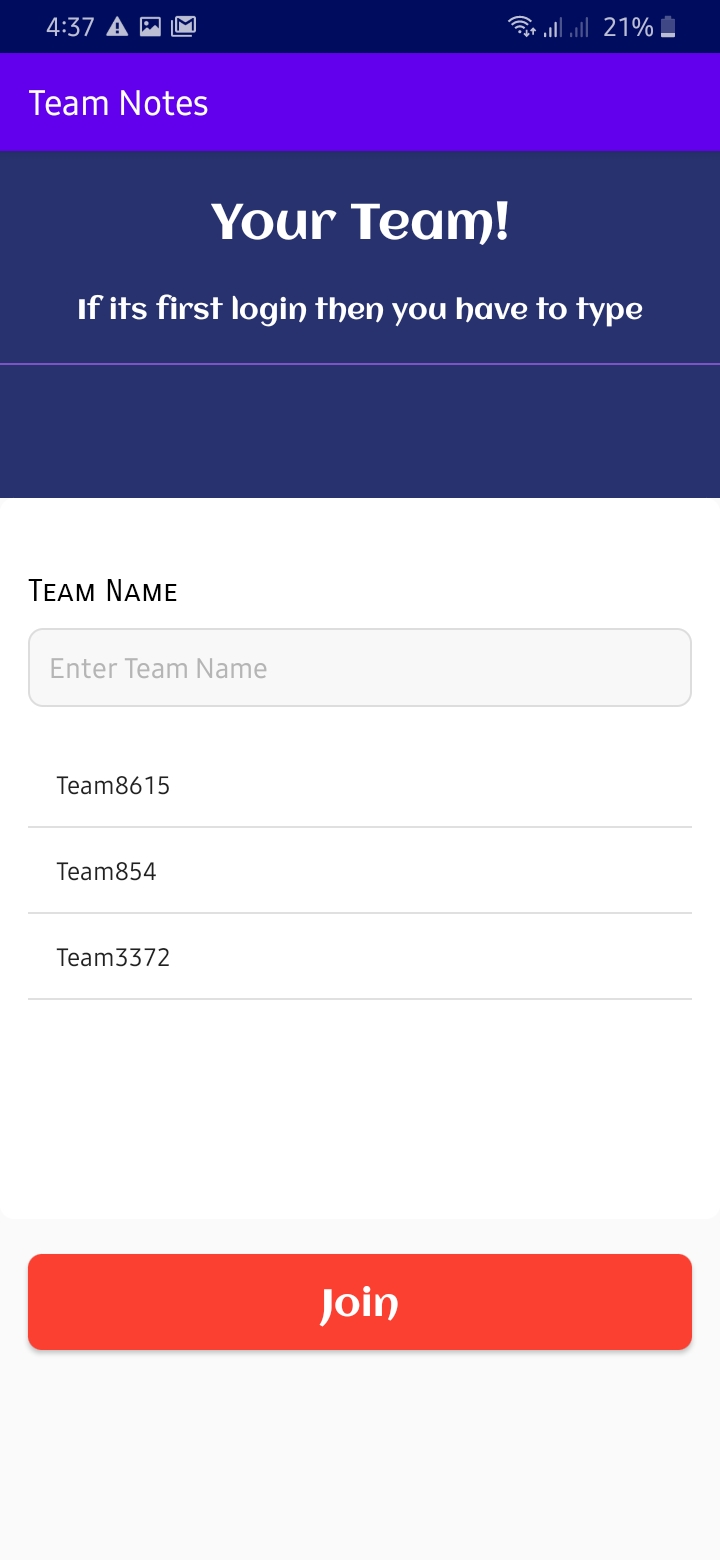 4:37 21%
Team Notes
Your Team!
If its first login then you have to type
Team Name
Enter Team Name
Team8615
Team854
Team3372
Join